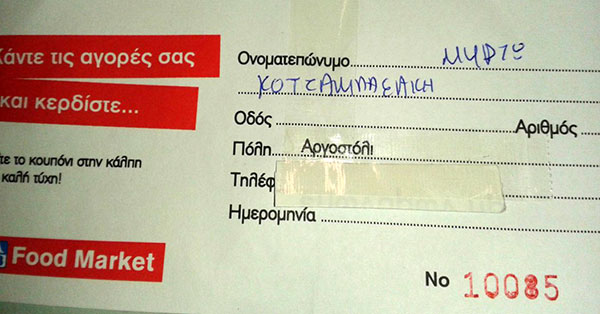 Κάντε τις αγορές σας
και κερδίστε...
τε το κουπόνι στην κάλπη
καλή τύχη!
Food Market
Ονοματεπώνυμο ΜΥΡΤΩ
ΚΟΤΣΑΜΠΑΣΑΚΗ
Οδός Αριθμός
Πόλη Αργοστόλι
Τηλέφ
Ημερομηνία
No 10085